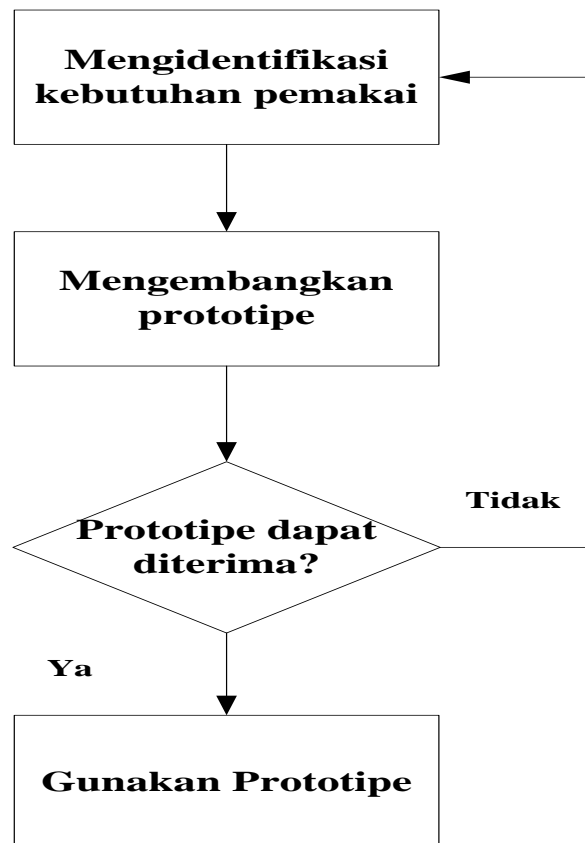 Mengidentifikasi
kebutuhan pemakai
Mengembangkan
prototipe
Prototipe dapat
diterima?
Tidak
Ya
Gunakan Prototipe